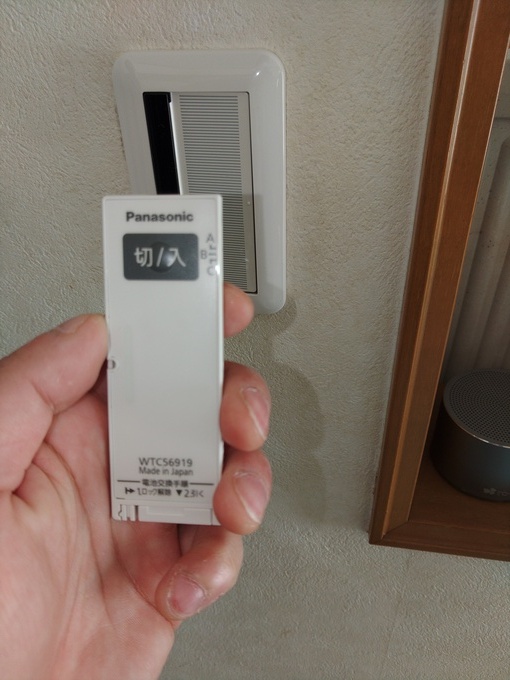 Panasonic
切/入
A
B
C
WTC56919
Made in Japan
電池交換手順
1.ロック解除 ▼2.引く